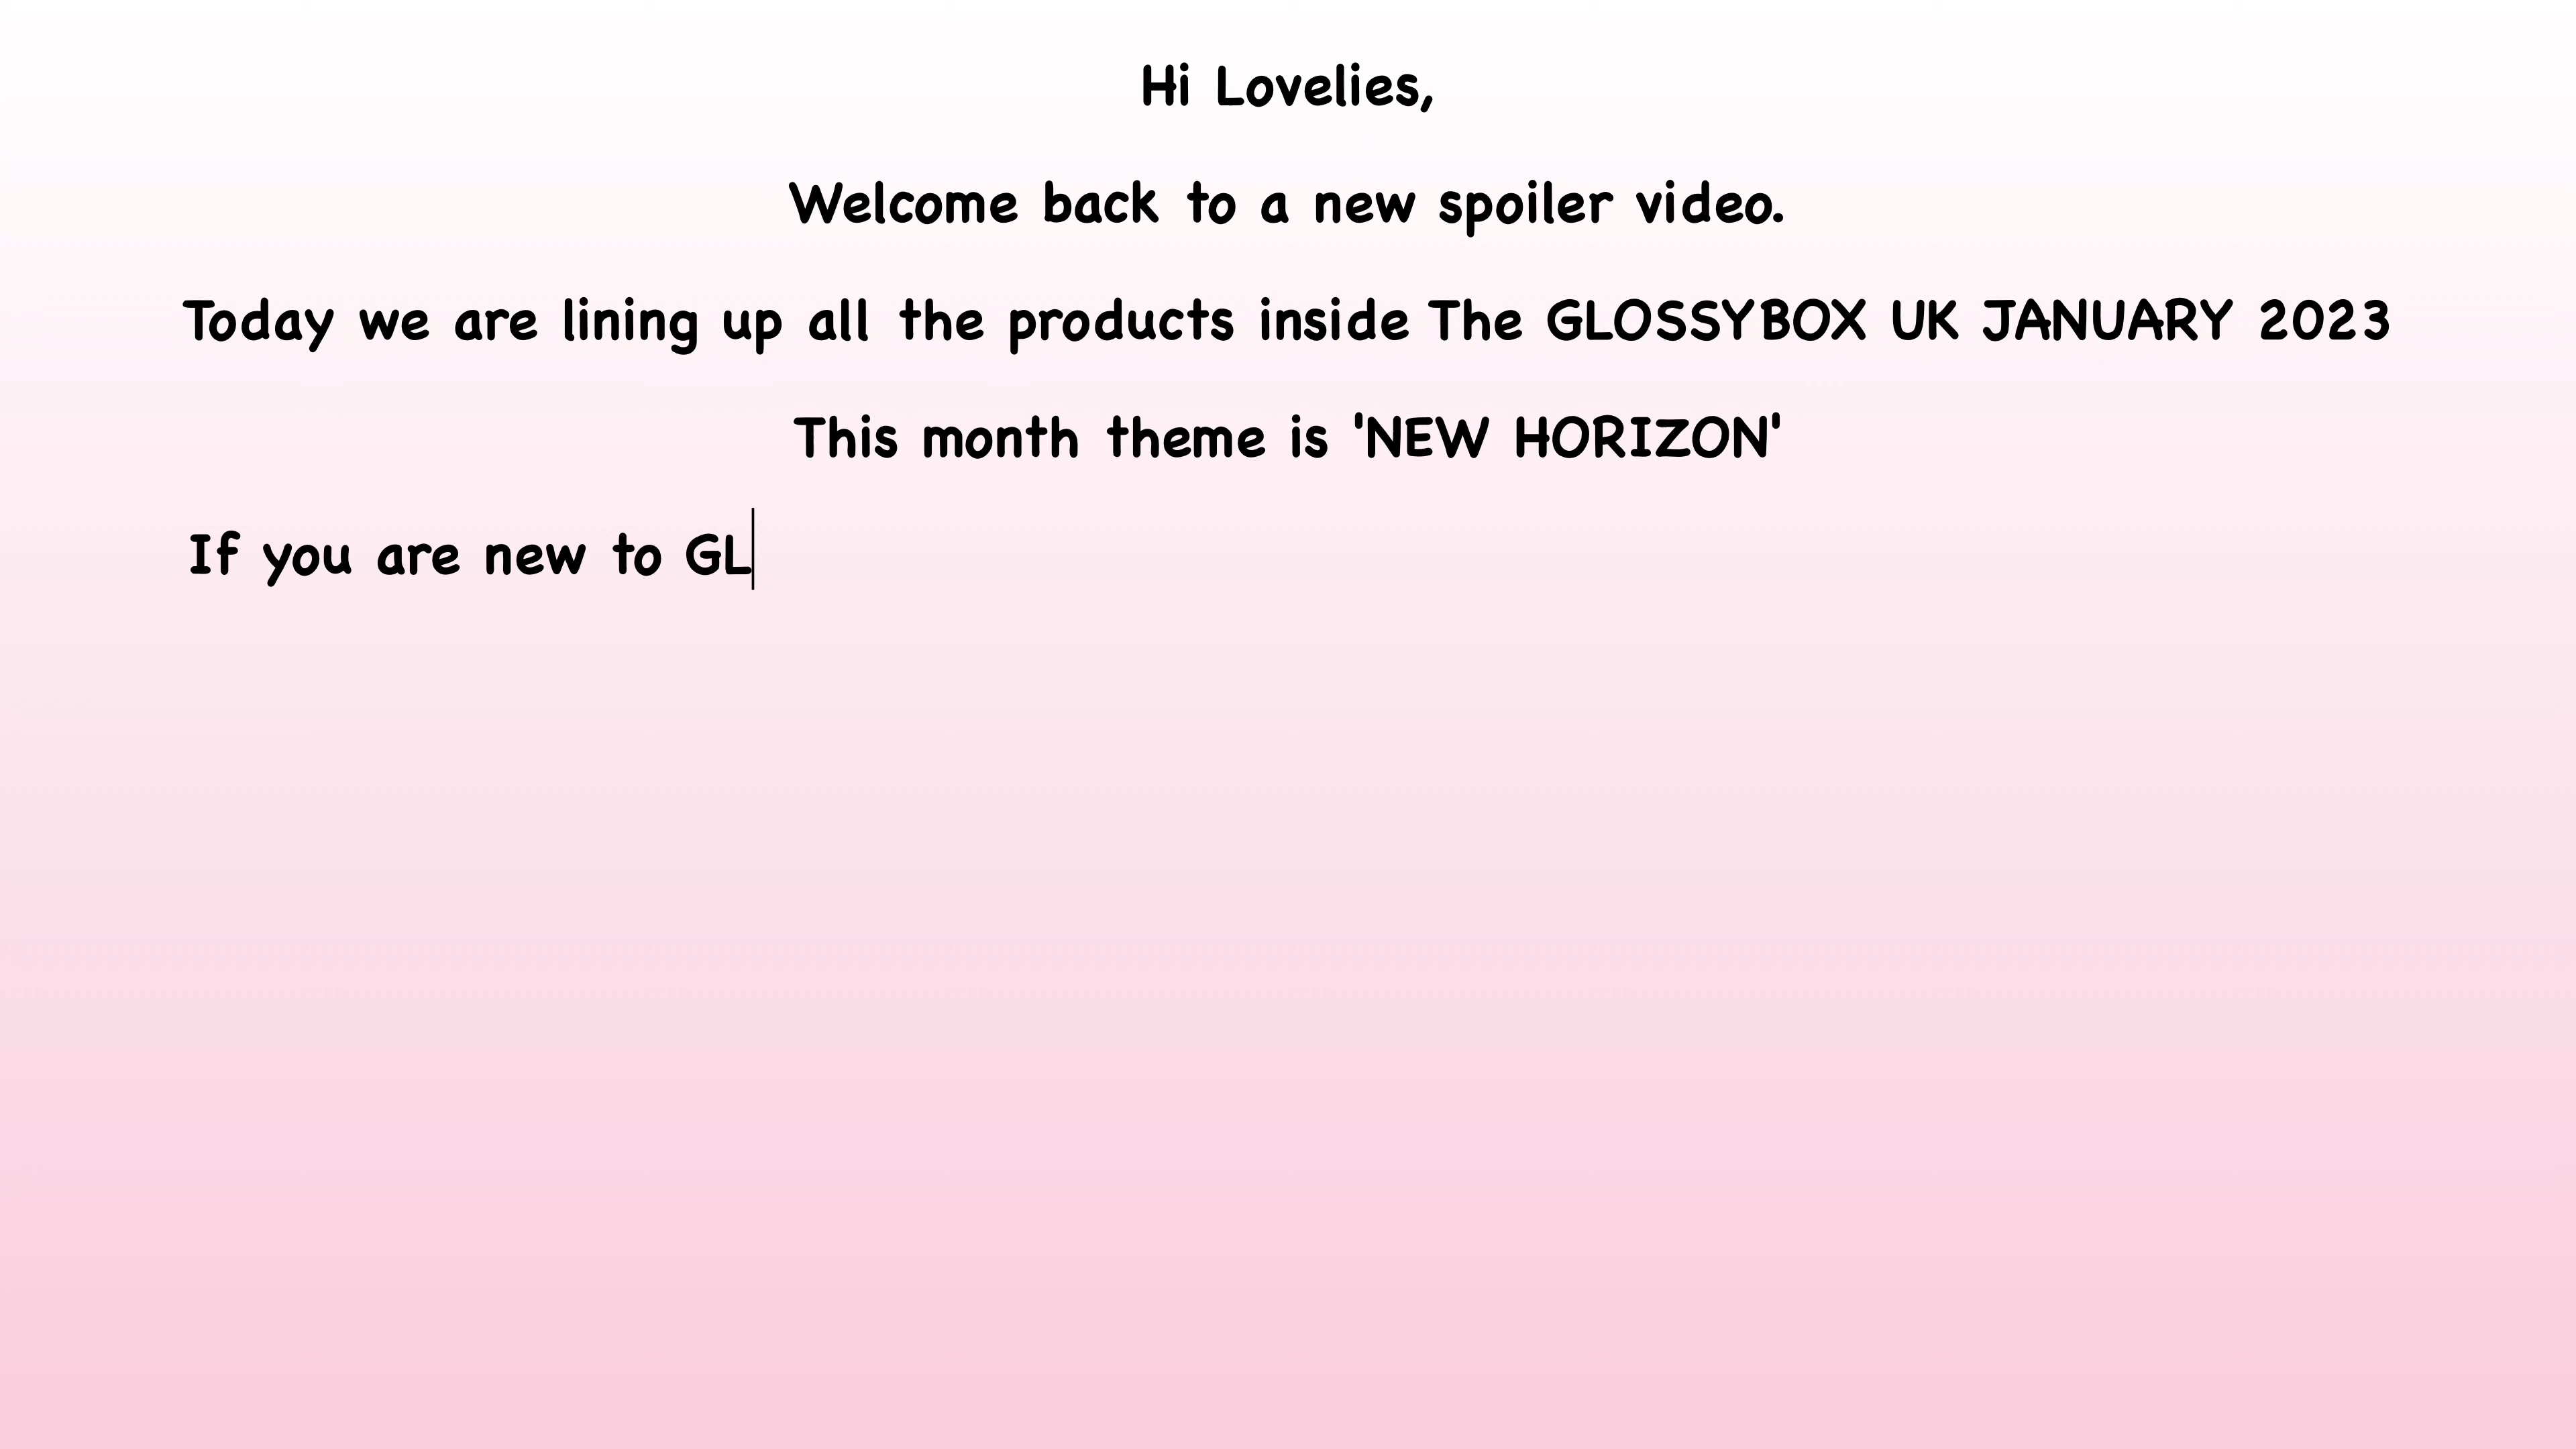 Hi Lovelies,
Welcome back to a new spoiler video.
Today we are lining up all the products inside The GLOSSYBOX UK JANUARY 2023
This month theme is 'NEW HORIZON'
If you are new to GL